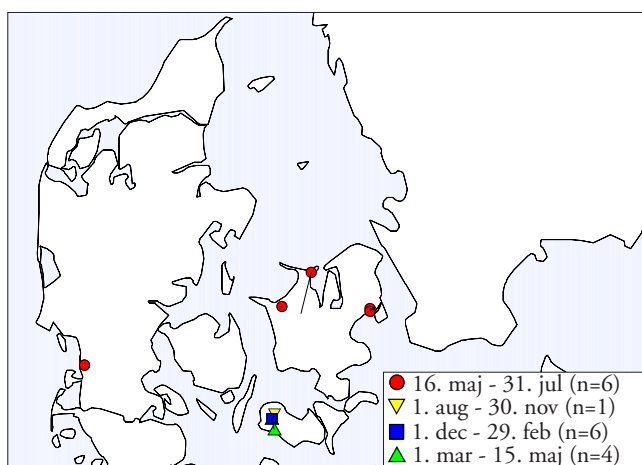 16. maj - 31. jul (n=6)
1. aug - 30. nov (n=1)
1. dec - 29. feb (n=6)
1. mar - 15. maj (n=4)